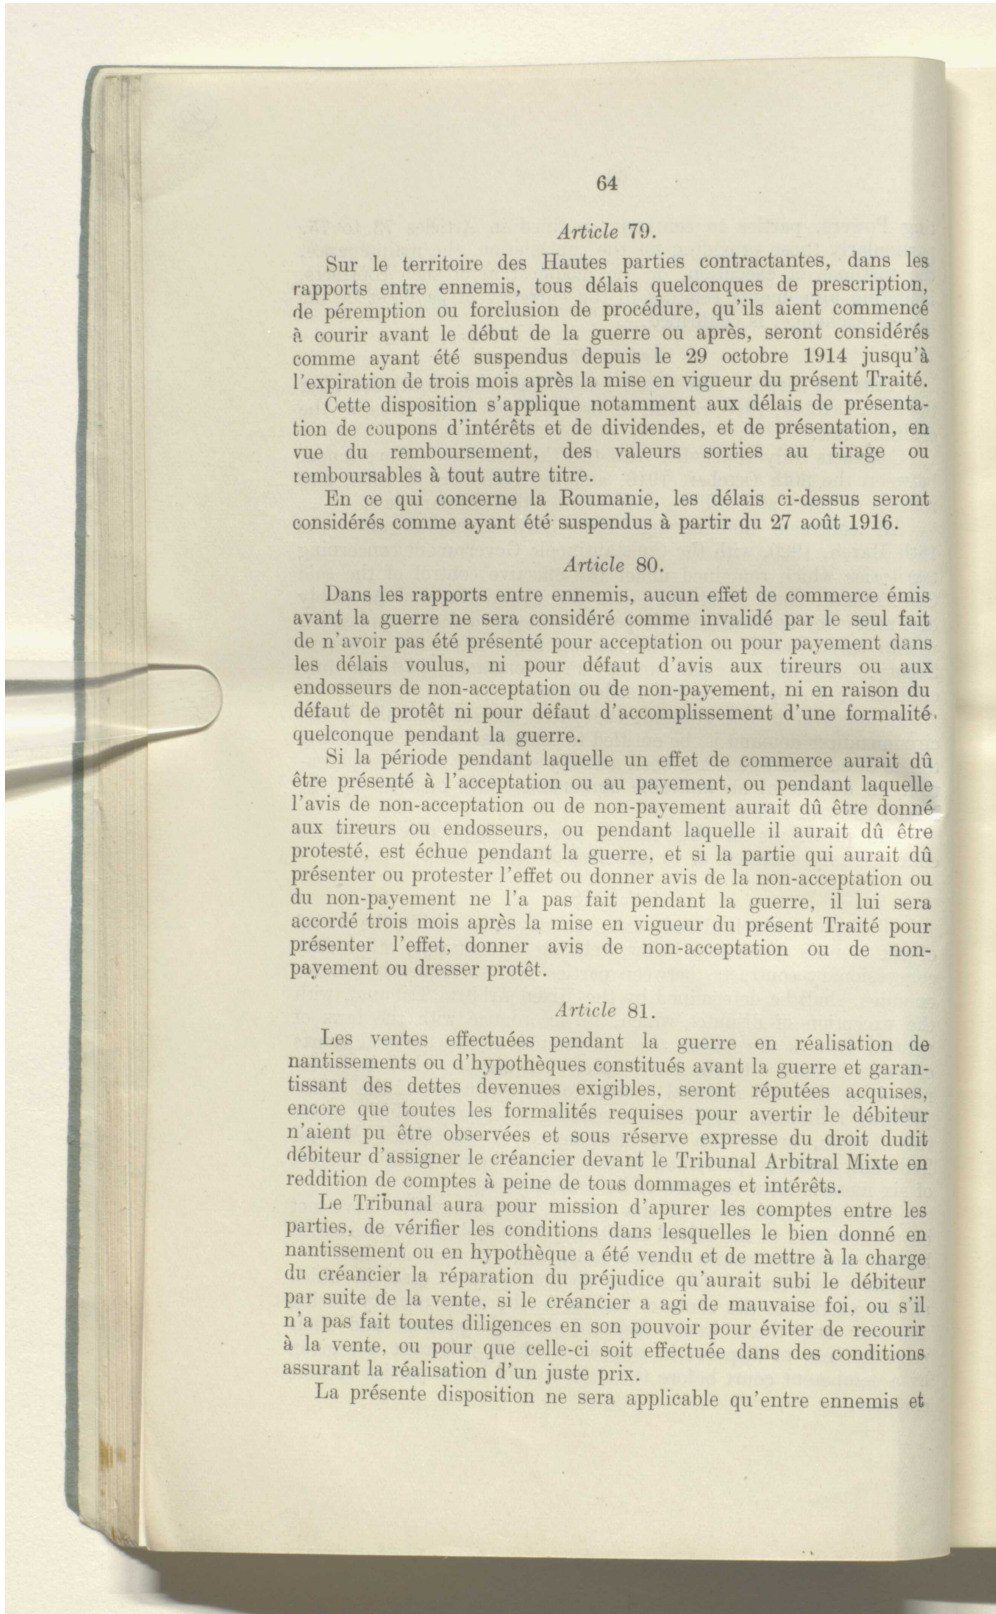 64
Article 79.
Sur le territoire des Hautes parties contractantes, dans les
rapports entre ennemis, tous délais quelconques de prescription,
de péremption ou forclusion de procédure, qu'ils aient commencé
à courir avant le début de la guerre ou après, seront considérés
comme ayant été suspendus depuis le 29 octobre 1914 jusqu'à
l'expiration de trois mois après la mise en vigueur du présent Traité.
Cette disposition s'applique notamment aux délais de présenta-
tion de coupons d'intérêts et de dividendes, et de présentation, en
vue du remboursement, des valeurs sorties au tirage ou
remboursables à tout autre titre.
En ce qui concerne la Roumanie, les délais ci-dessus seront
considérés comme ayant été suspendus à partir du 27 août 1916.
Article 80.
Dans les rapports entre ennemis, aucun effet de commerce émis
avant la guerre ne sera considéré comme invalidé par le seul fait
de n'avoir pas été présenté pour acceptation ou pour payement dans
les délais voulus, ni pour défaut d'avis aux tireurs ou aux
endosseurs de non-acceptation ou de non-payement, ni en raison du
défaut de protêt ni pour défaut d'accomplissement d'une formalité
quelconque pendant la guerre.
Si la période pendant laquelle un effet de commerce aurait dû
être présenté à l'acceptation ou au payement, ou pendant laquelle
l'avis de non-acceptation ou de non-payement aurait dû être donné
aux tireurs ou endosseurs, ou pendant laquelle il aurait dû être
protesté, est échue pendant la guerre, et si la partie qui aurait dû
présenter ou protester l'effet ou donner avis de la non-acceptation ou
du non-payement ne l'a pas fait pendant la guerre, il lui sera
accordé trois mois après la mise en vigueur du présent Traité pour
présenter l'effet, donner avis de non-acceptation ou de non-
payement ou dresser protêt.
Article 81.
Les ventes effectuées pendant la guerre en réalisation de
nantissements ou d'hypothèques constitués avant la guerre et garan-
tissant des dettes devenues exigibles, seront réputées acquises,
encore que toutes les formalités requises pour avertir le débiteur
n'aient pu être observées et sous réserve expresse du droit dudit
débiteur d'assigner le créancier devant le Tribunal Arbitral Mixte en
reddition de comptes à peine de tous dommages et intérêts.
Le Tribunal aura pour mission d'apurer les comptes entre les
parties, de vérifier les conditions dans lesquelles le bien donné en
nantissement ou en hypothèque a été vendu et de mettre à la charge
du créancier la réparation du préjudice qu'aurait subi le débiteur
par suite de la vente, si le créancier a agi de mauvaise foi, ou s'il
n'a pas fait toutes diligences en son pouvoir pour éviter de recourir
à la vente, ou pour que celle-ci soit effectuée dans des conditions
assurant la réalisation d'un juste prix.
La présente disposition ne sera applicable qu'entre ennemis et